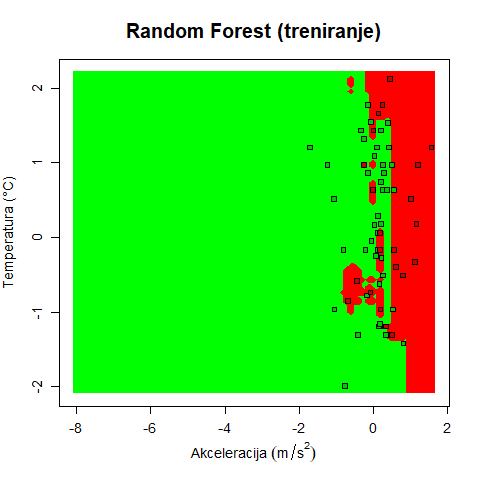 Random Forest (treniranje)
Temperatura (°C)
2
1
0
-1
-2
-8 -6 -4 -2 0 2
Akceleracija (m/s²)